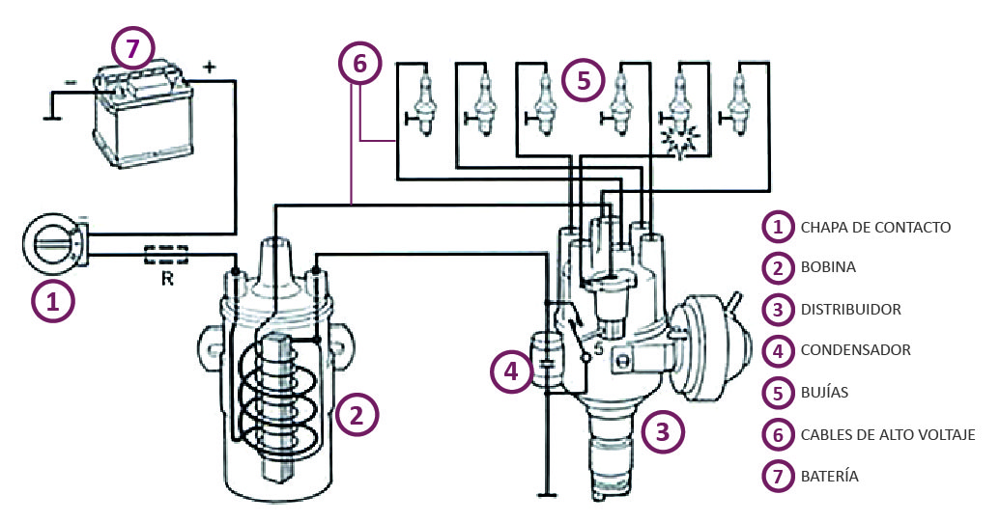 7
6
5
−
+
−
1
R
2
4
5
3
1 CHAPA DE CONTACTO
2 BOBINA
3 DISTRIBUIDOR
4 CONDENSADOR
5 BUJÍAS
6 CABLES DE ALTO VOLTAJE
7 BATERÍA